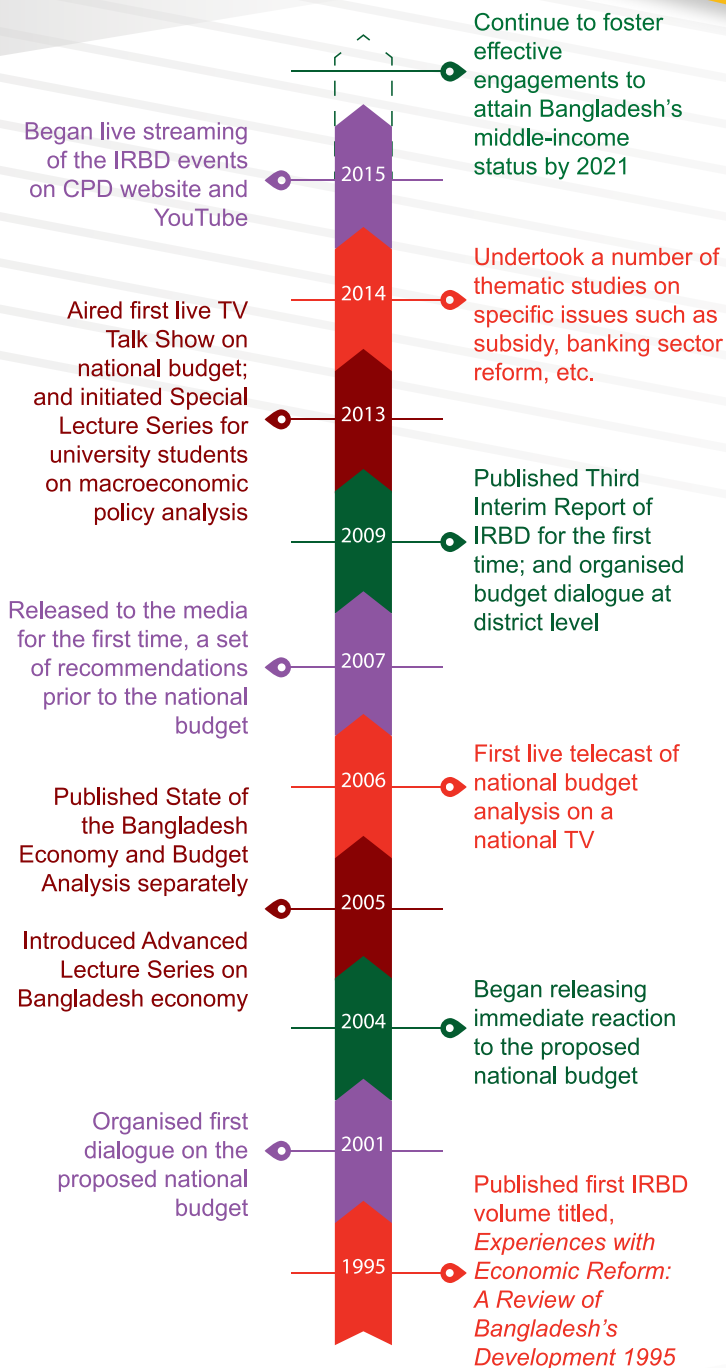 Continue to foster
effective
engagements to
attain Bangladesh's
middle-income
status by 2021
Began live streaming
of the IRBD events
on CPD website and
YouTube
2015
Undertook a number of
thematic studies on
specific issues such as
subsidy, banking sector
reform, etc.
2014
Aired first live TV
Talk Show on
national budget;
and initiated Special
Lecture Series for
university students
on macroeconomic
policy analysis
2013
Published Third
Interim Report of
IRBD for the first
time; and organised
budget dialogue at
district level
2009
Released to the media
for the first time, a set
of recommendations
prior to the national
budget
2007
First live telecast of
national budget
analysis on a
national TV
2006
Published State of
the Bangladesh
Economy and Budget
Analysis separately
Introduced Advanced
Lecture Series on
Bangladesh economy
2005
Began releasing
immediate reaction
to the proposed
national budget
2004
Organised first
dialogue on the
proposed national
budget
2001
Published first IRBD
volume titled,
Experiences with
Economic Reform:
A Review of
Bangladesh's
Development 1995
1995